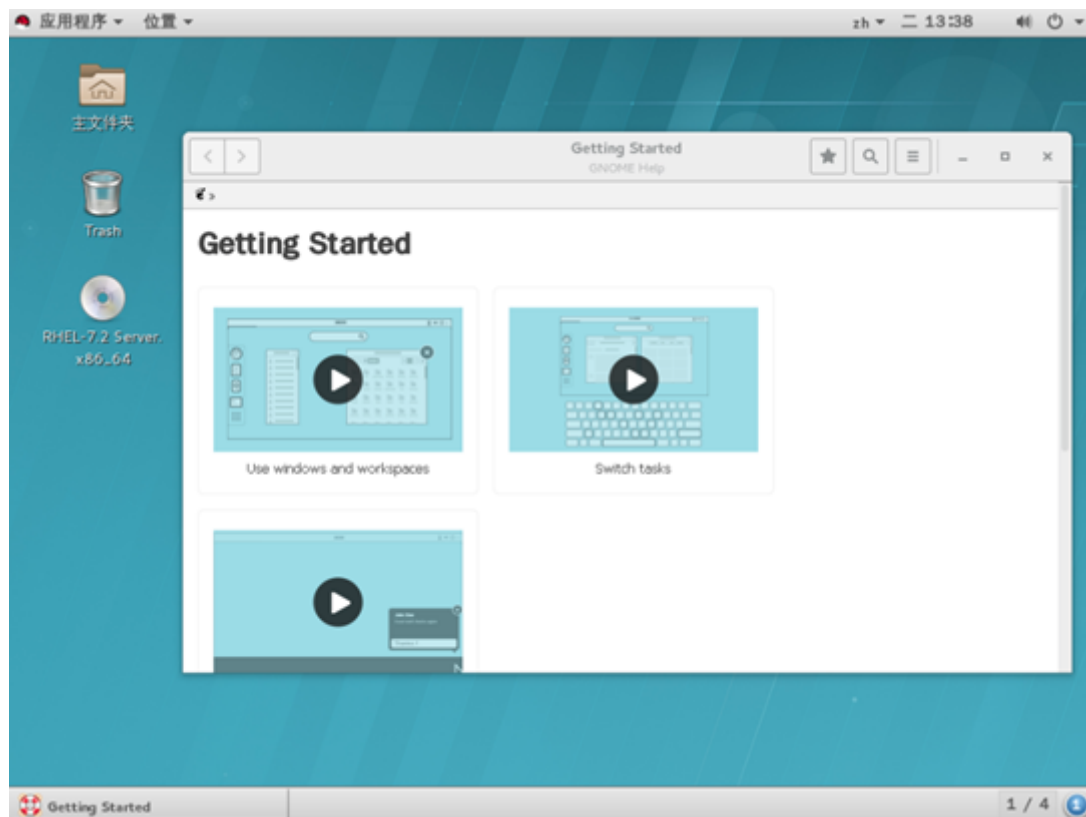 应用程序 位置 zh 二 13:38
主文件夹
Trash
RHEL-7.2 Server.
x86_64
Getting Started
GNOME Help
Getting Started
Use windows and workspaces
Switch tasks
Getting Started
1 / 4